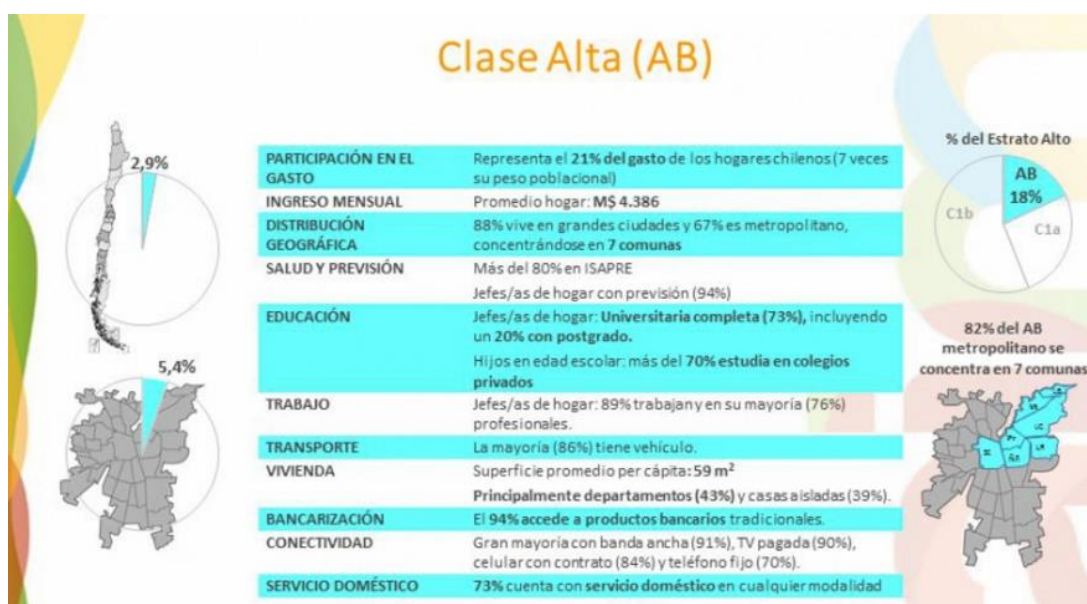 Clase Alta (AB)
2,9%
5,4%
PARTICIPACIÓN EN EL
GASTO
Representa el 21% del gasto de los hogares chilenos (7 veces
su peso poblacional)
INGRESO MENSUAL
Promedio hogar: M$ 4.386
DISTRIBUCIÓN
GEOGRÁFICA
88% vive en grandes ciudades y 67% es metropolitano,
concentrándose en 7 comunas
SALUD Y PREVISIÓN
Más del 80% en ISAPRE
Jefes/as de hogar con previsión (94%)
EDUCACIÓN
Jefes/as de hogar: Universitaria completa (73%), incluyendo
un 20% con postgrado.
Hijos en edad escolar: más del 70% estudia en colegios
privados
TRABAJO
Jefes/as de hogar: 89% trabajan y en su mayoría (76%)
profesionales.
TRANSPORTE
La mayoría (86%) tiene vehículo.
VIVIENDA
Superficie promedio per cápita: 59 m²
Principalmente departamentos (43%) y casas aisladas (39%).
BANCARIZACIÓN
El 94% accede a productos bancarios tradicionales.
CONECTIVIDAD
Gran mayoría con banda ancha (91%), TV pagada (90%),
celular con contrato (84%) y teléfono fijo (70%).
SERVICIO DOMÉSTICO
73% cuenta con servicio doméstico en cualquier modalidad
% del Estrato Alto
AB
18%
C1b
C1a
82% del AB
metropolitano se
concentra en 7 comunas